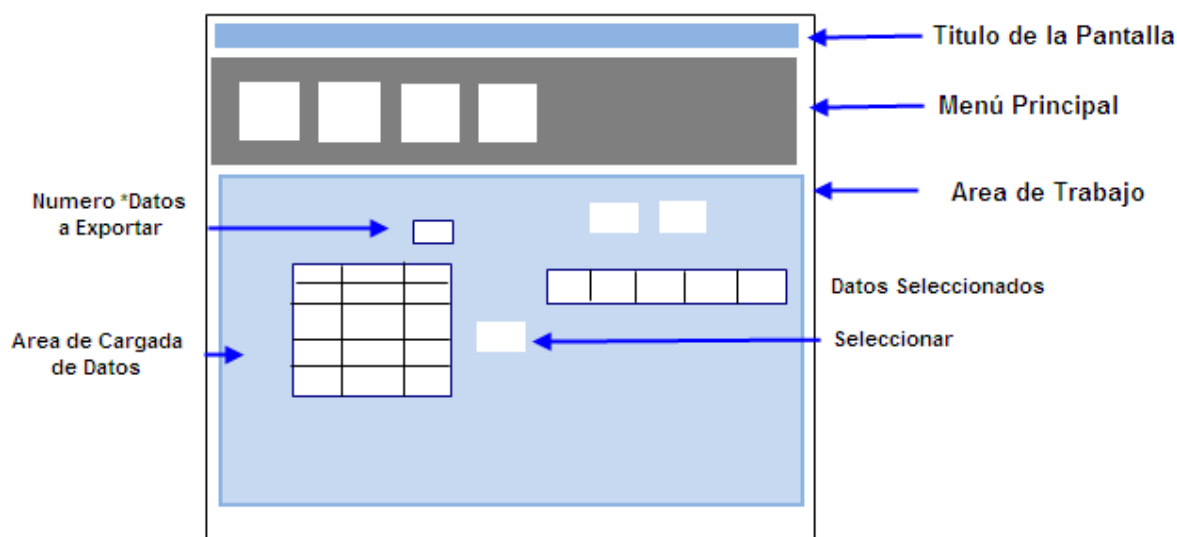 Titulo de la Pantalla
Menú Principal
Area de Trabajo
Numero *Datos
a Exportar
Datos Seleccionados
Seleccionar
Area de Cargada
de Datos